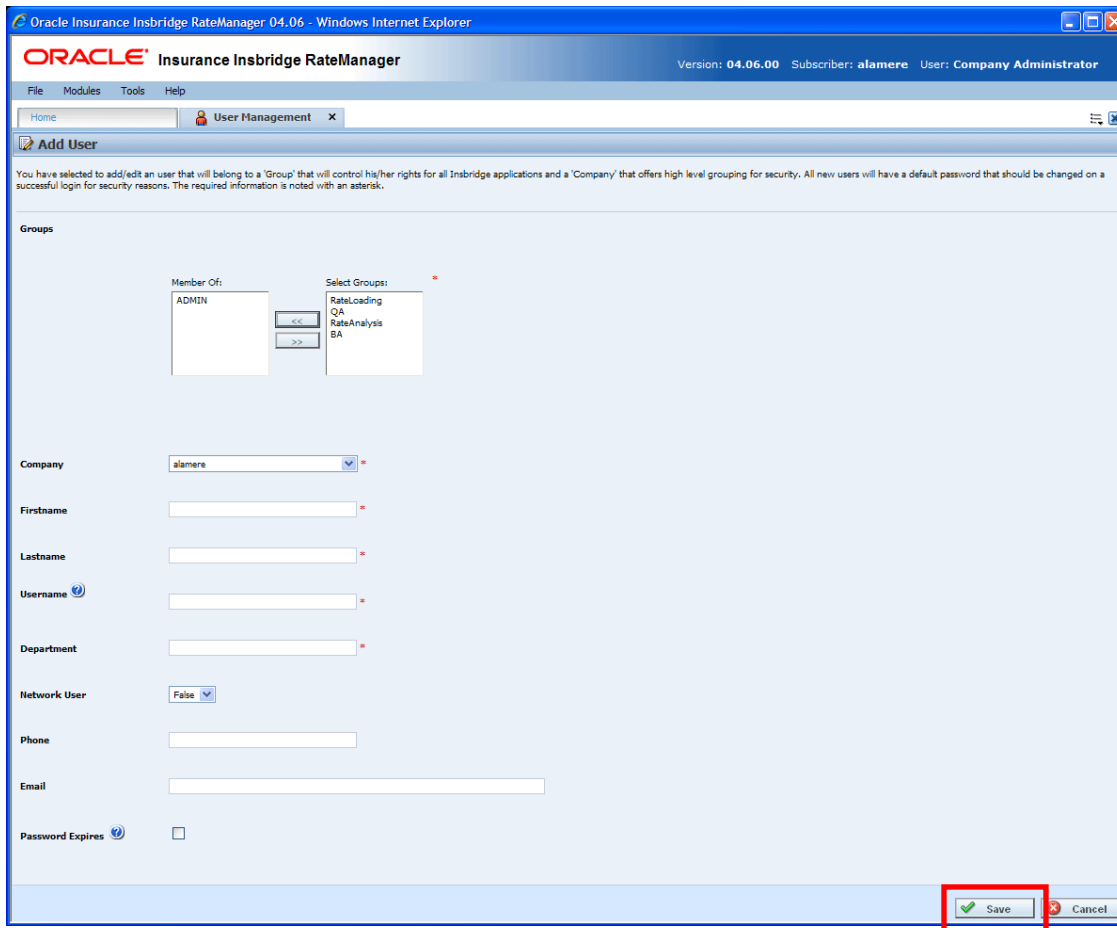 Oracle Insurance Insbridge RateManager 04.06 - Windows Internet Explorer
ORACLE Insurance Insbridge RateManager
Version: 04.06.00 Subscriber: alamere User: Company Administrator
File Modules Tools Help
Home User Management x
Add User
You have selected to add/edit an user that will belong to a 'Group' that will control his/her rights for all Insbridge applications and a 'Company' that offers high level grouping for security. All new users will have a default password that should be changed on a
successful login for security reasons. The required information is noted with an asterisk.
Groups
Member Of: Select Groups: *
ADMIN
RateLoading
QA
RateAnalysis
BA
<<
>>
Company alamere *
Firstname *
Lastname *
Username ? *
Department *
Network User False
Phone
Email
Password Expires ?
Save Cancel